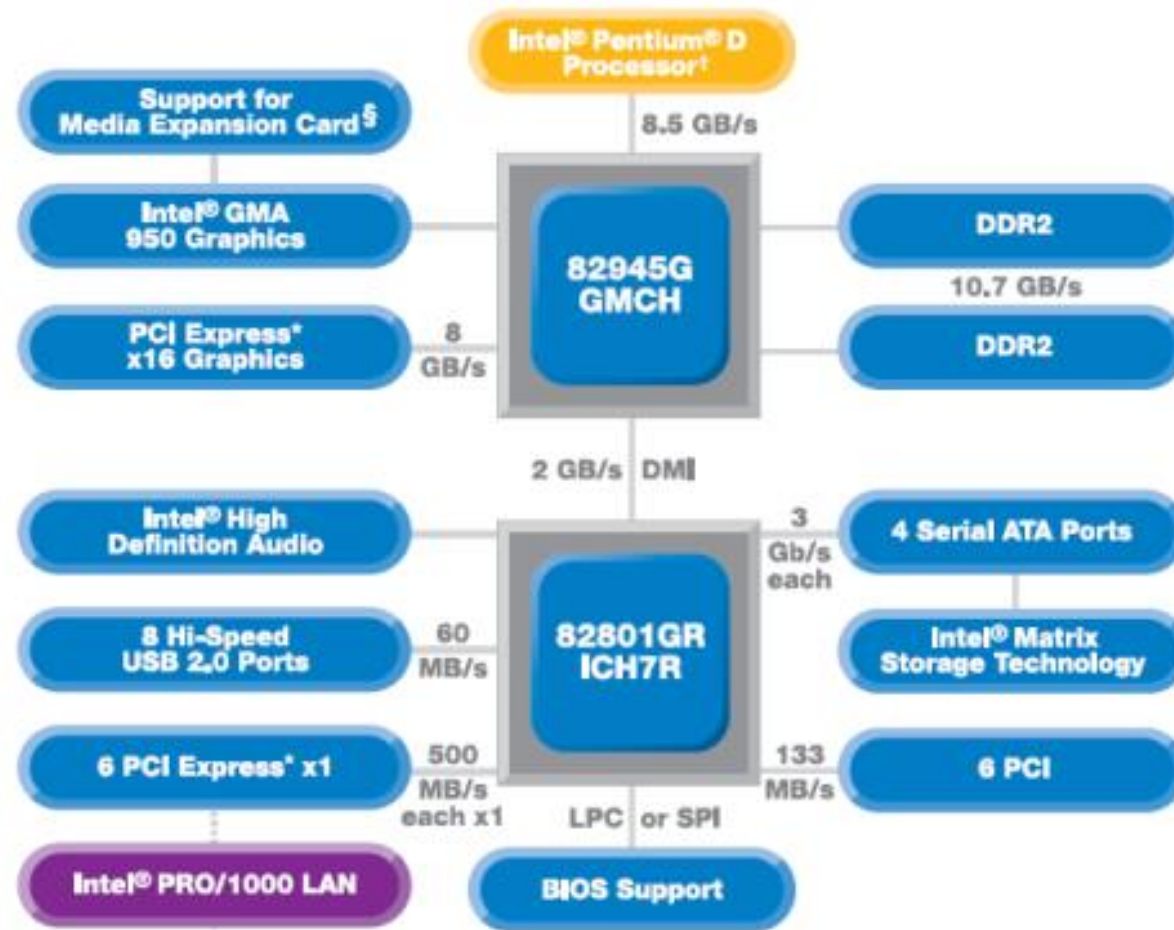 Intel® Pentium® D
Processor†
8.5 GB/s
Support for
Media Expansion Card§
Intel® GMA
950 Graphics
82945G
GMCH
DDR2
10.7 GB/s
DDR2
PCI Express*
x16 Graphics
8
GB/s
2 GB/s DMI
Intel® High
Definition Audio
3
Gb/s
each
4 Serial ATA Ports
8 Hi-Speed
USB 2.0 Ports
60
MB/s
82801GR
ICH7R
Intel® Matrix
Storage Technology
6 PCI Express* x1
500
MB/s
each x1
133
MB/s
6 PCI
LPC or SPI
Intel® PRO/1000 LAN
BIOS Support